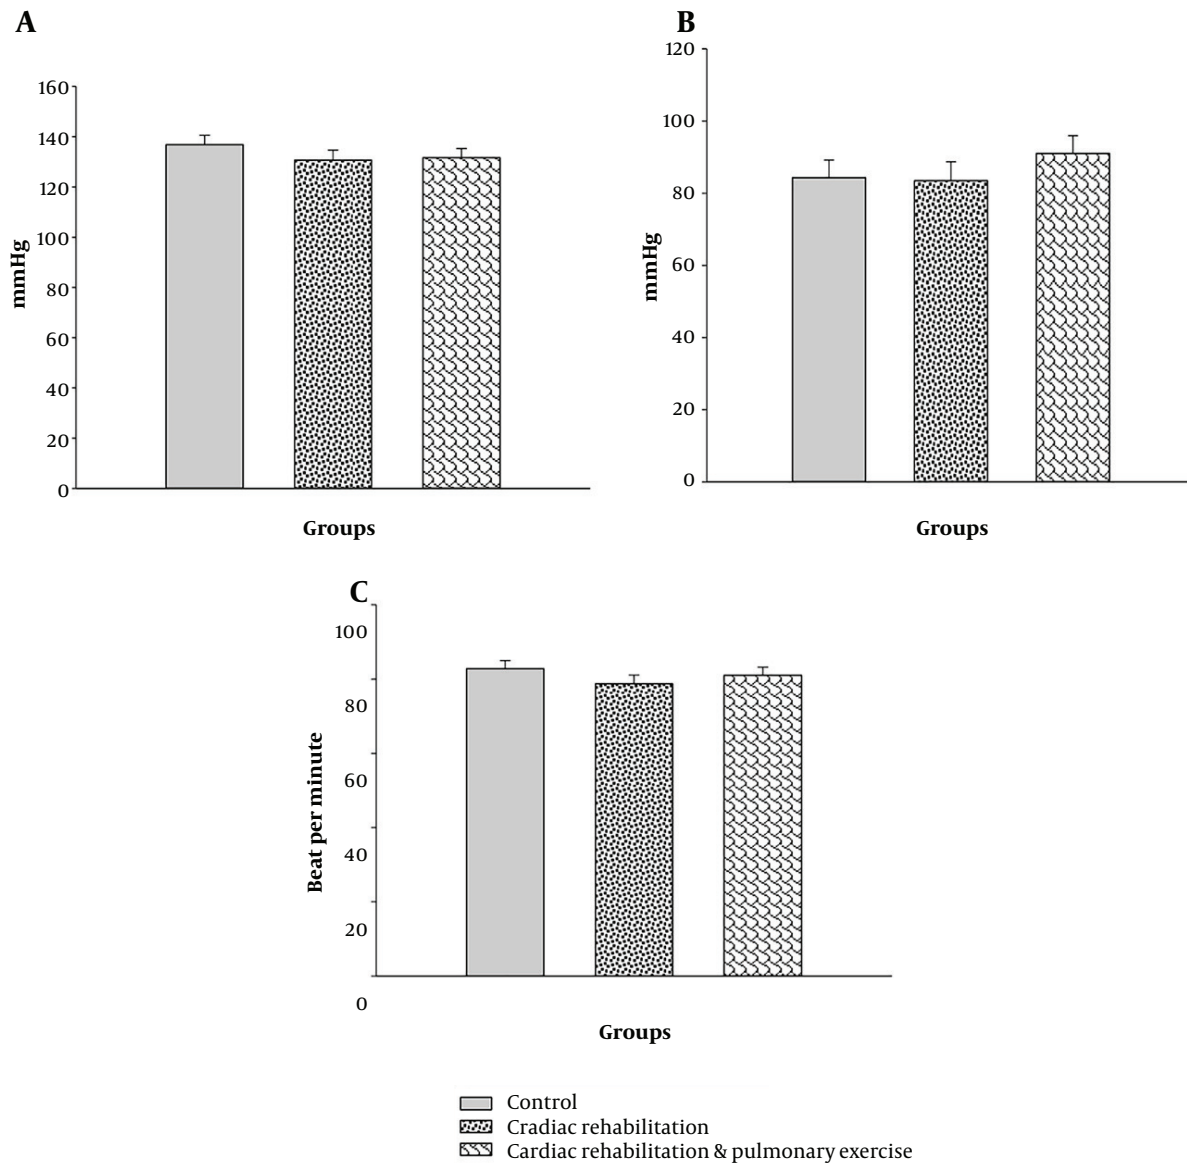 A
160
140
120
100
80
60
40
20
0
mmHg
Groups
B
120
100
80
60
40
20
0
mmHg
Groups
C
100
80
60
40
20
0
Beat per minute
Groups
Control
Cradiac rehabilitation
Cardiac rehabilitation & pulmonary exercise